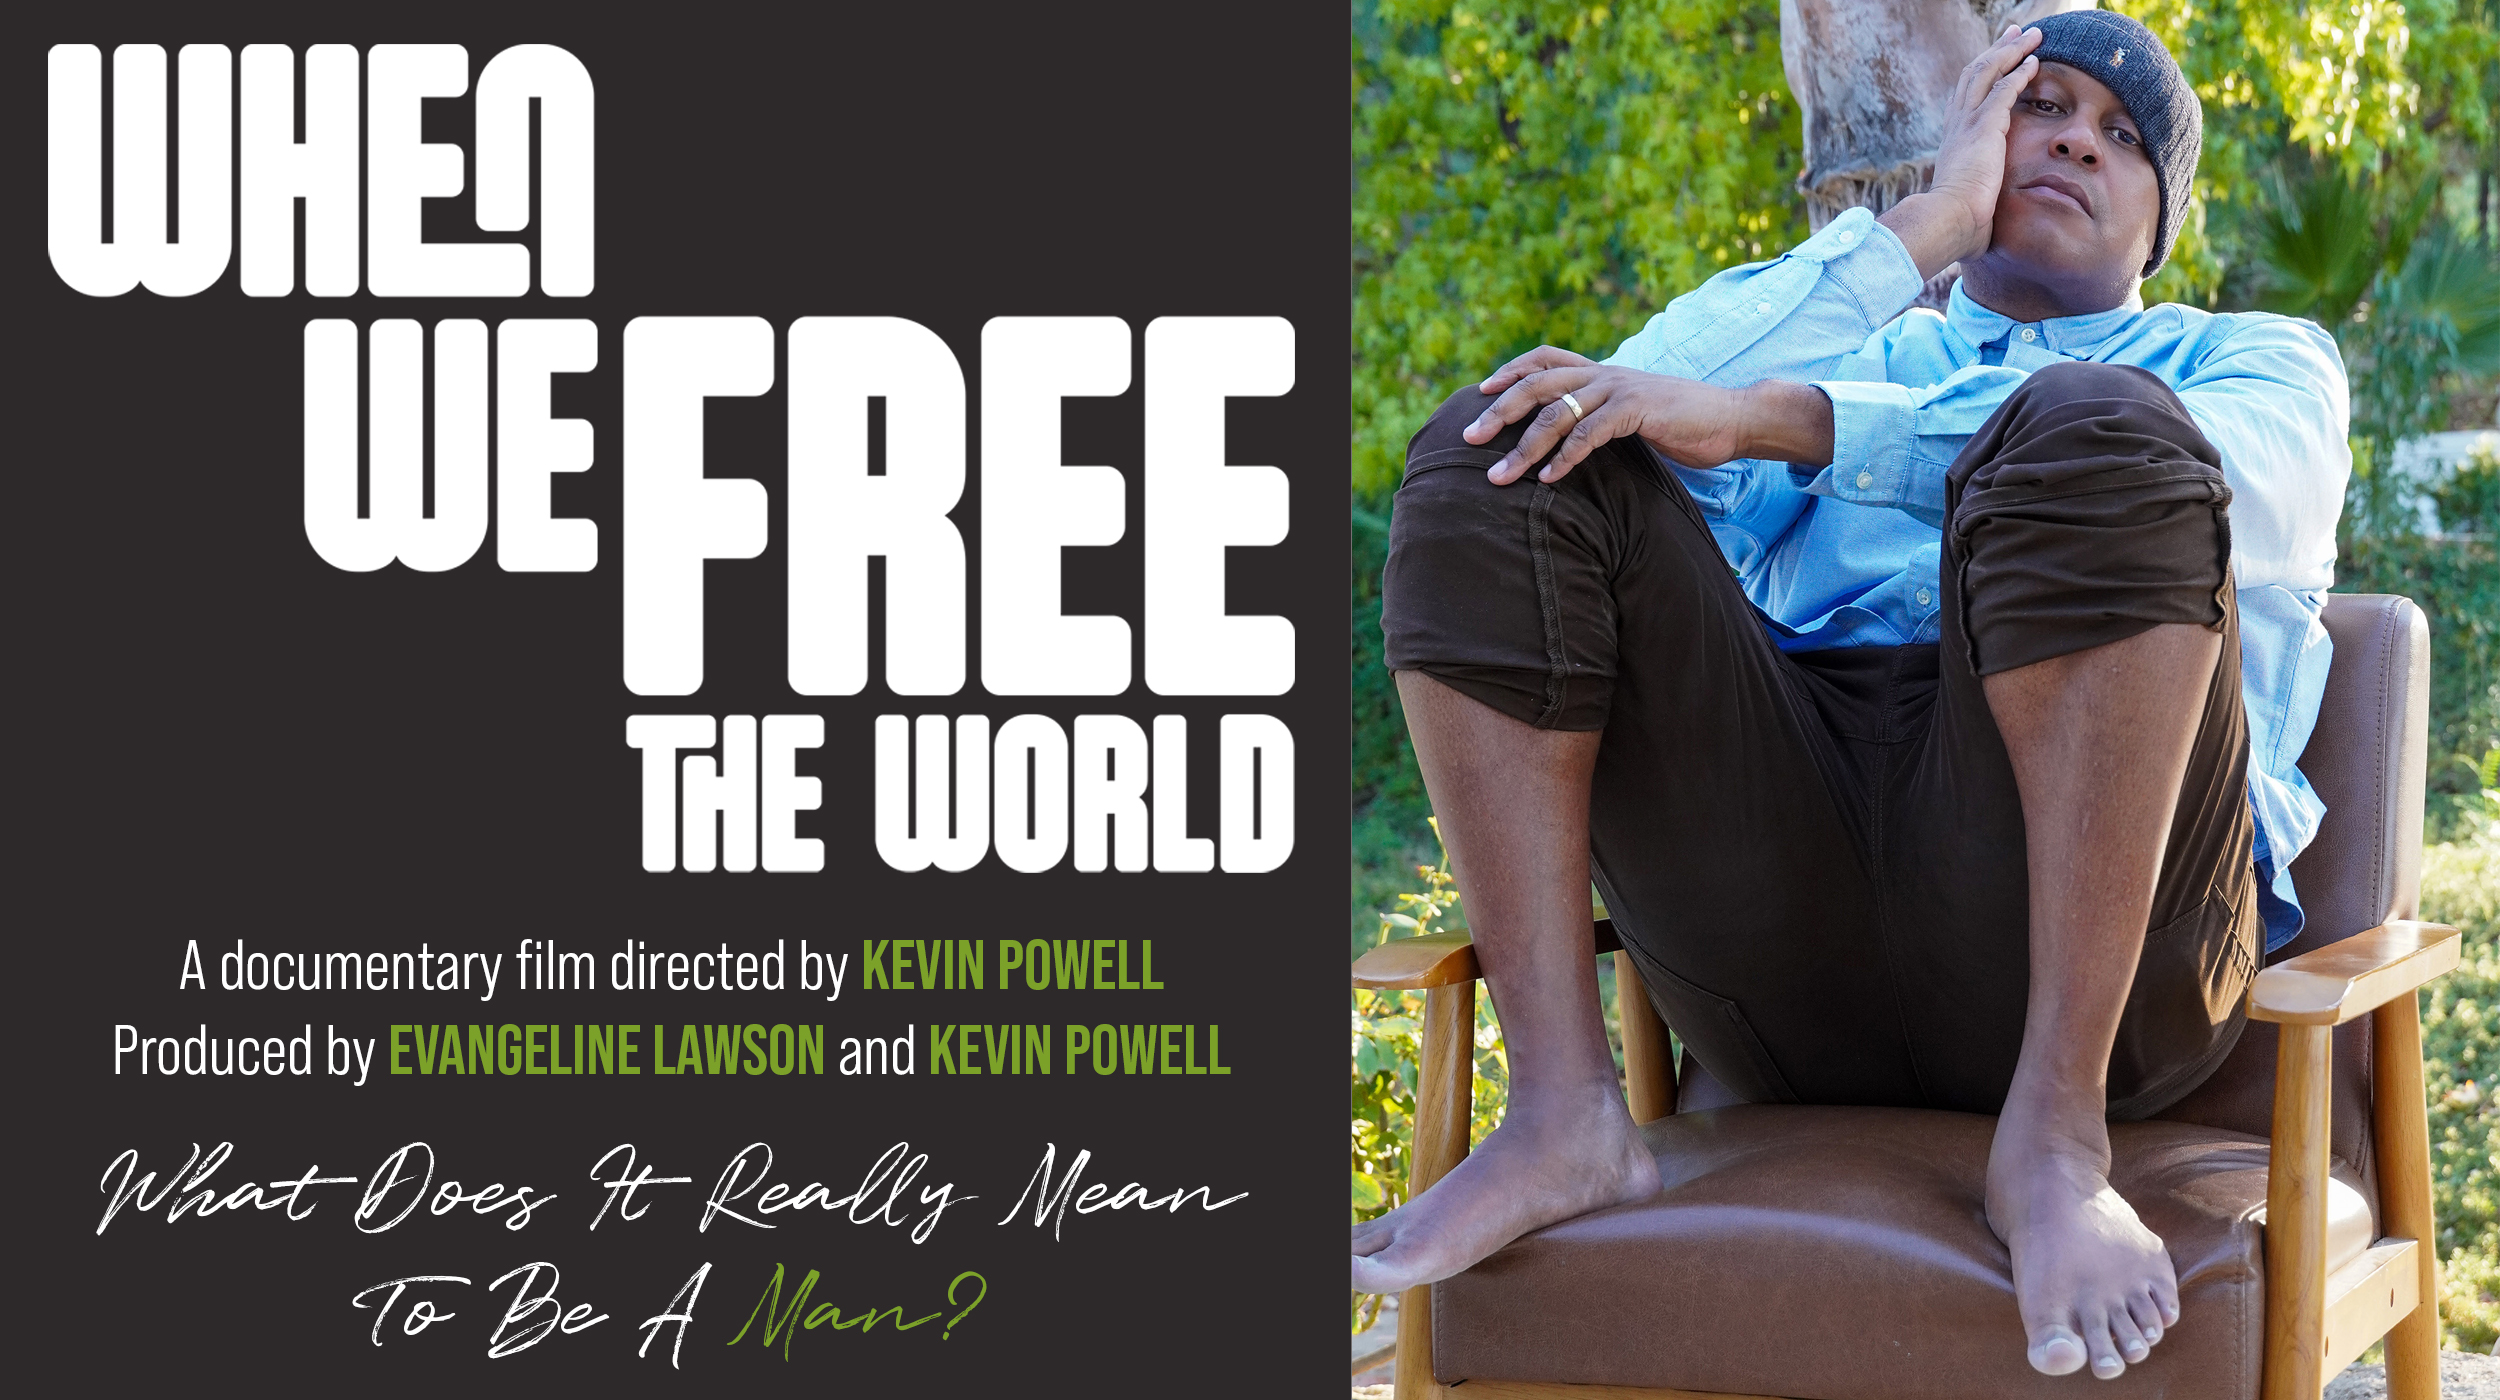 WHEN
WE FREE
THE WORLD
A documentary film directed by KEVIN POWELL
Produced by EVANGELINE LAWSON and KEVIN POWELL
What Does It Really Mean
To Be A Man?